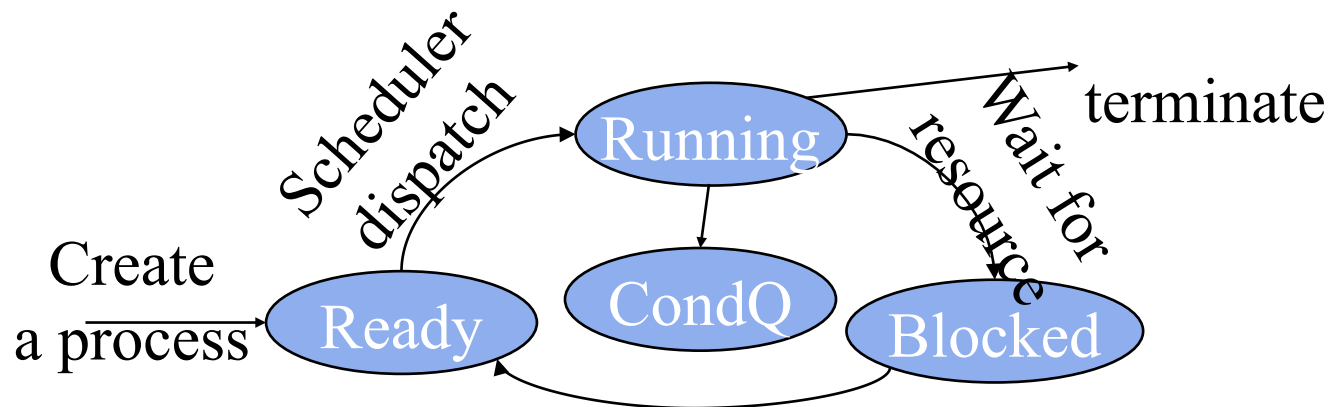 Scheduler
dispatch
Running
terminate
Wait for
resource
Create
a process
Ready
CondQ
Blocked